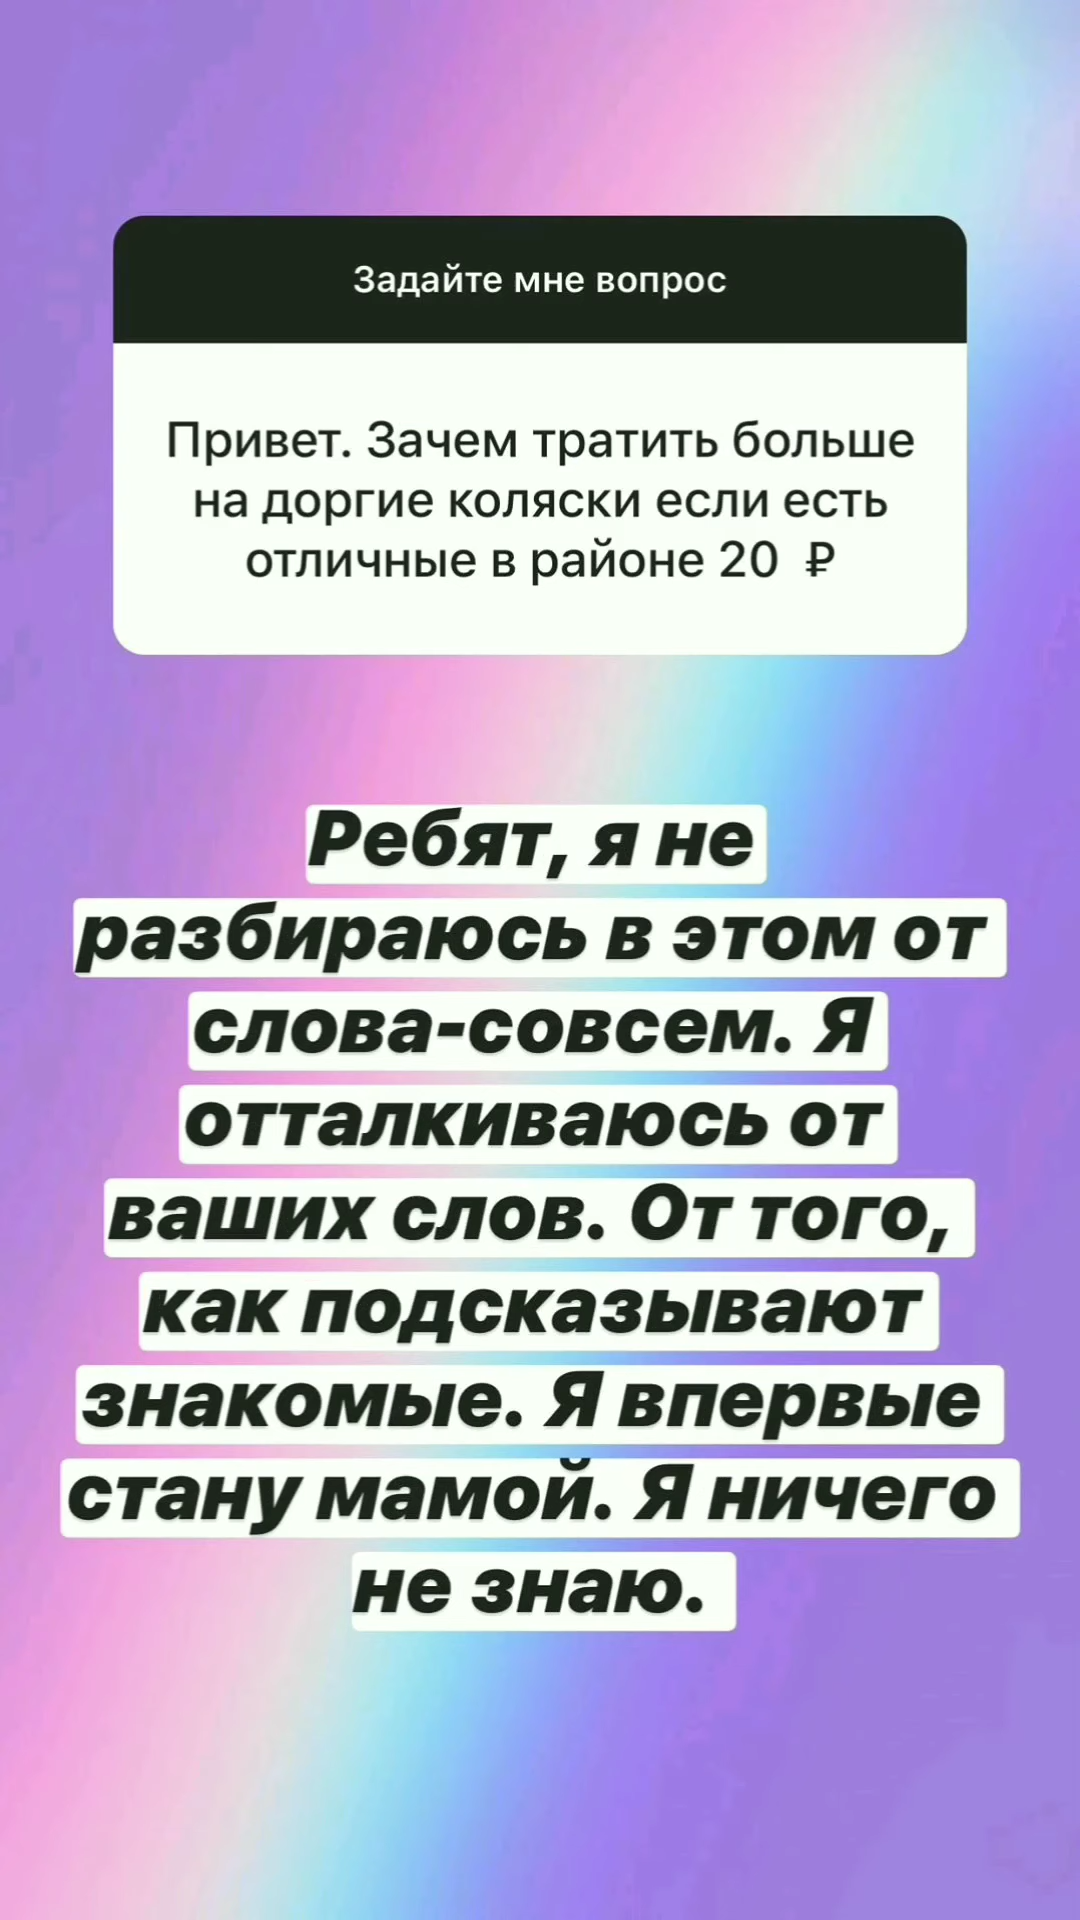 Задайте мне вопрос
Привет. Зачем тратить больше
на доргие коляски если есть
отличные в районе 20 ₽
Ребят, я не
разбираюсь в этом от
слова-совсем. Я
отталкиваюсь от
ваших слов. От того,
как подсказывают
знакомые. Я впервые
стану мамой. Я ничего
не знаю.